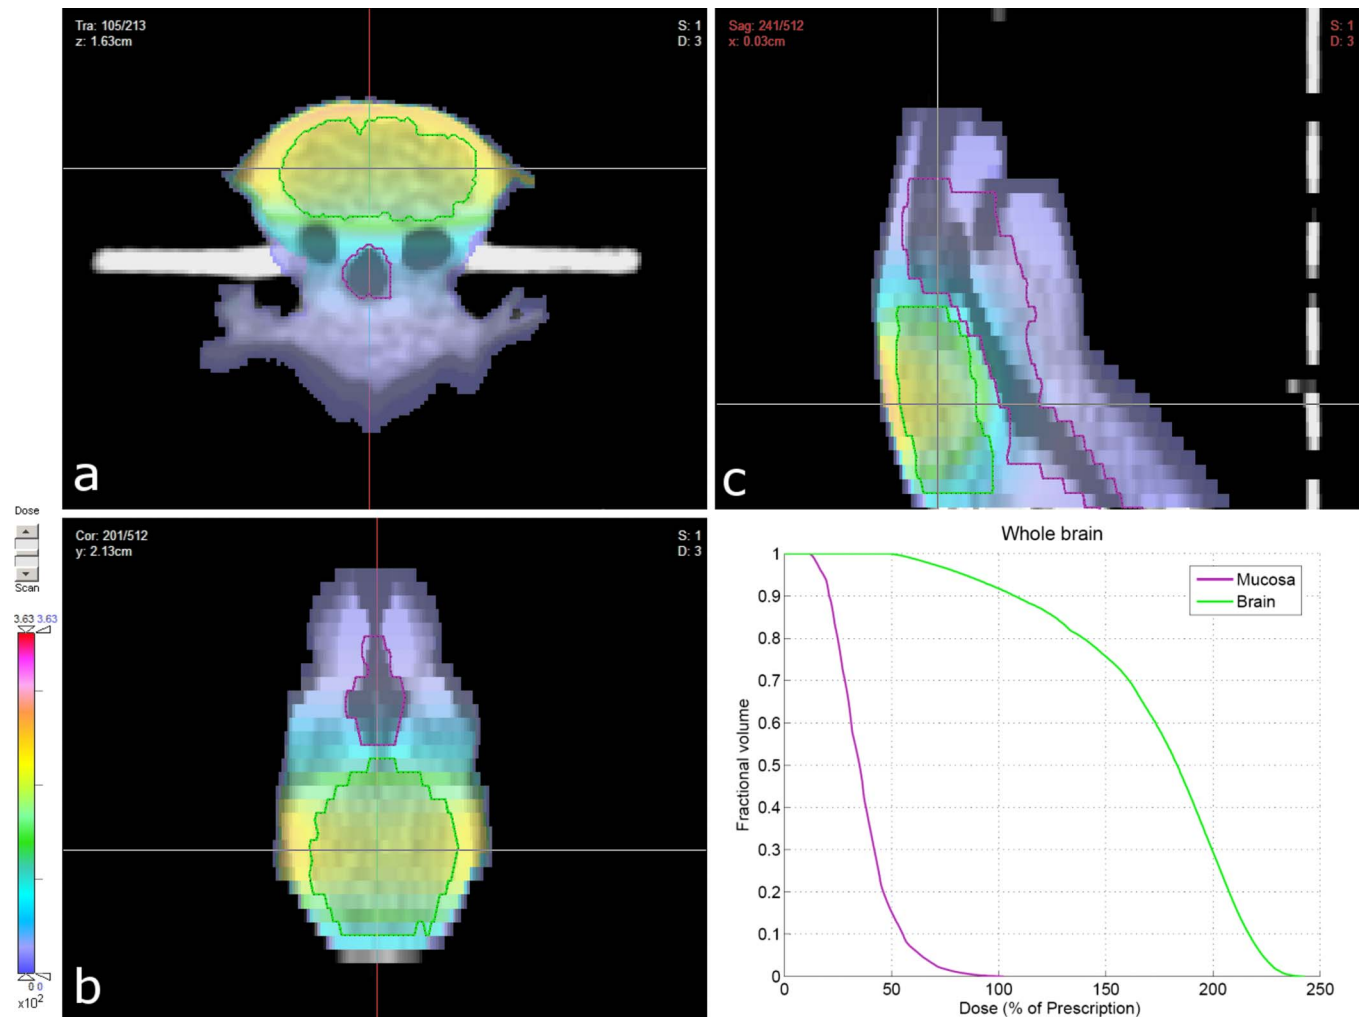 Tra: 105/213
z: 1.63cm
S: 1
D: 3
a
Sag: 241/512
x: 0.03cm
S: 1
D: 3
c
Dose
Scan
3.63 3.63
0 0
x10²
Cor: 201/512
y: 2.13cm
S: 1
D: 3
b
Whole brain
Mucosa
Brain
Fractional volume
1
0.9
0.8
0.7
0.6
0.5
0.4
0.3
0.2
0.1
0
0 50 100 150 200 250
Dose (% of Prescription)